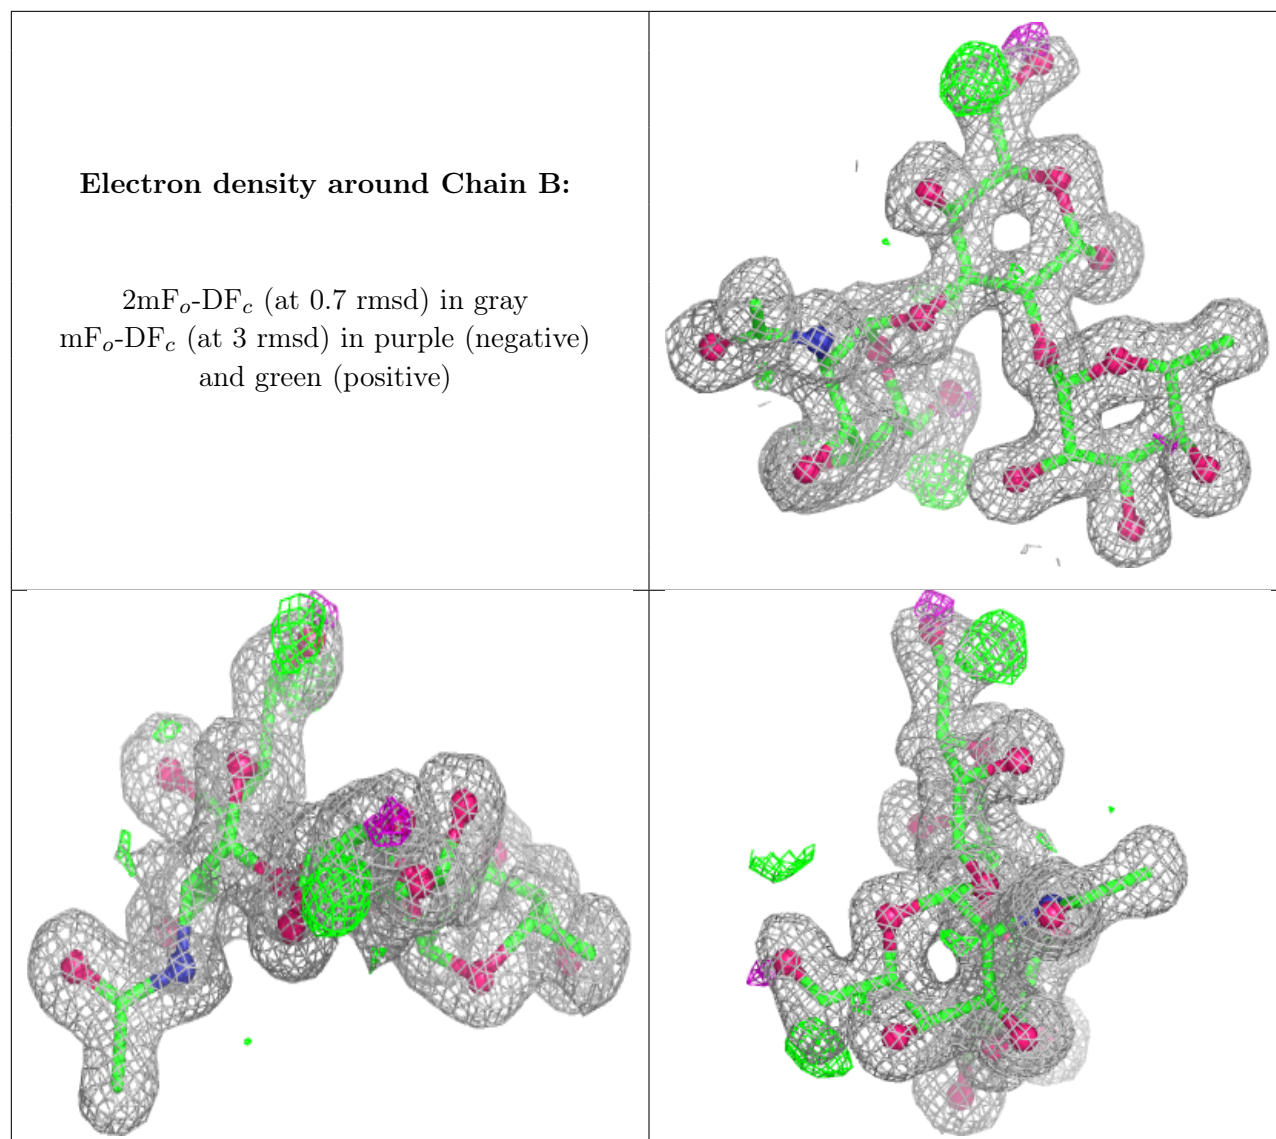 Electron density around Chain B:
2mFo-DFc (at 0.7 rmsd) in gray
mFo-DFc (at 3 rmsd) in purple (negative)
and green (positive)